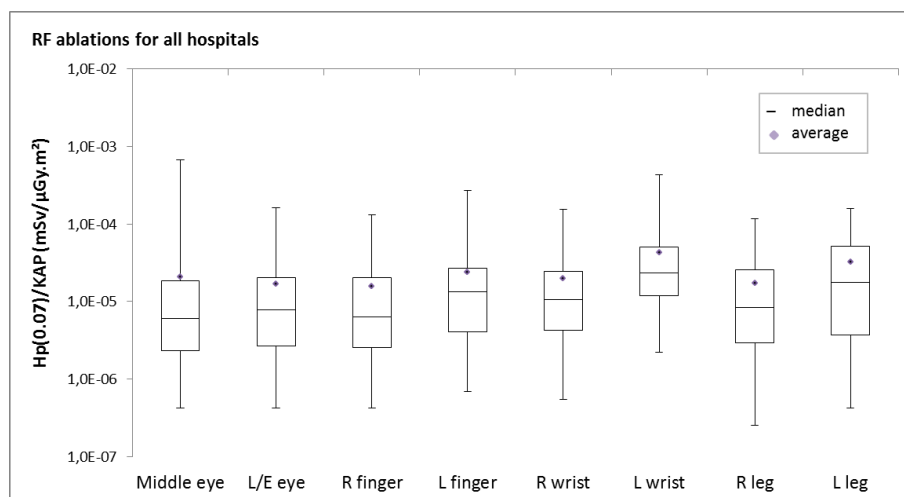 RF ablations for all hospitals
1,0E-02
1,0E-03
1,0E-04
1,0E-05
1,0E-06
1,0E-07
Hp(0.07)/KAP (mSv/µGy.m²)
median
average
Middle eye L/E eye R finger L finger R wrist L wrist R leg L leg